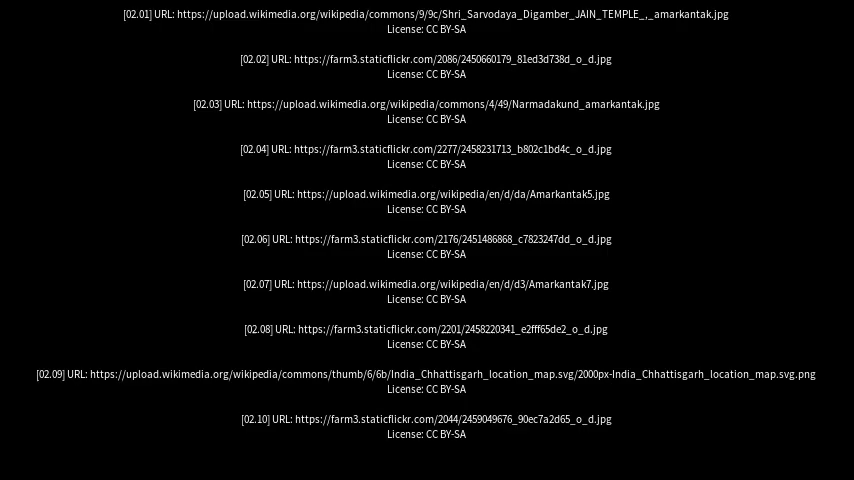 [02.01] URL: https://upload.wikimedia.org/wikipedia/commons/9/9c/Shri_Sarvodaya_Digamber_JAIN_TEMPLE_,_amarkantak.jpg
License: CC BY-SA
[02.02] URL: https://farm3.staticflickr.com/2086/2450660179_81ed3d738d_o_d.jpg
License: CC BY-SA
[02.03] URL: https://upload.wikimedia.org/wikipedia/commons/4/49/Narmadakund_amarkantak.jpg
License: CC BY-SA
[02.04] URL: https://farm3.staticflickr.com/2277/2458231713_b802c1bd4c_o_d.jpg
License: CC BY-SA
[02.05] URL: https://upload.wikimedia.org/wikipedia/en/d/da/Amarkantak5.jpg
License: CC BY-SA
[02.06] URL: https://farm3.staticflickr.com/2176/2451486868_c7823247dd_o_d.jpg
License: CC BY-SA
[02.07] URL: https://upload.wikimedia.org/wikipedia/en/d/d3/Amarkantak7.jpg
License: CC BY-SA
[02.08] URL: https://farm3.staticflickr.com/2201/2458220341_e2fff65de2_o_d.jpg
License: CC BY-SA
[02.09] URL: https://upload.wikimedia.org/wikipedia/commons/thumb/6/6b/India_Chhattisgarh_location_map.svg/2000px-India_Chhattisgarh_location_map.svg.png
License: CC BY-SA
[02.10] URL: https://farm3.staticflickr.com/2044/2459049676_90ec7a2d65_o_d.jpg
License: CC BY-SA